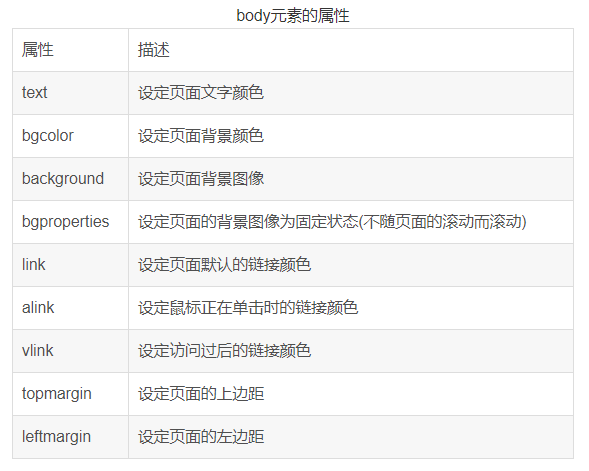 body元素的属性
属性 描述
text 设定页面文字颜色
bgcolor 设定页面背景颜色
background 设定页面背景图像
bgproperties 设定页面的背景图像为固定状态(不随页面的滚动而滚动)
link 设定页面默认的链接颜色
alink 设定鼠标正在单击时的链接颜色
vlink 设定访问过后的链接颜色
topmargin 设定页面的上边距
leftmargin 设定页面的左边距